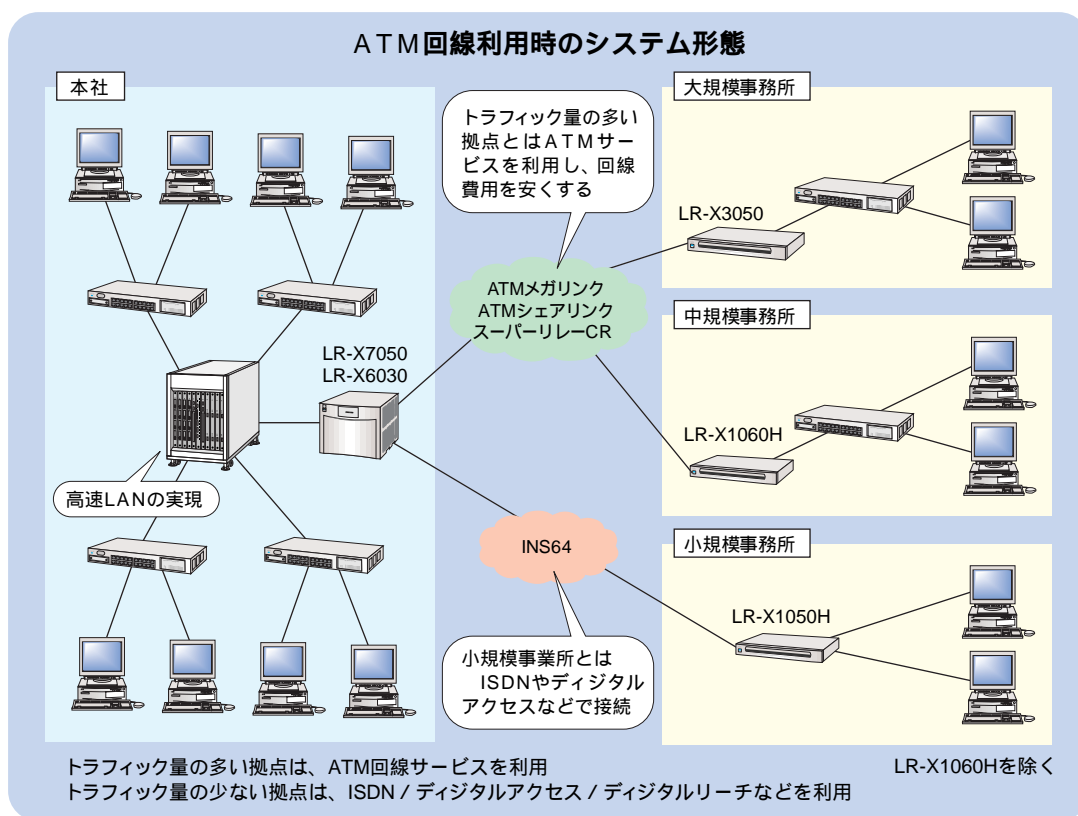 ATM回線利用時のシステム形態
本社
トラフィック量の多い
拠点とはATMサー
ビスを利用し、回線
費用を安くする
大規模事務所
LR-X3050
ATMメガリンク
ATMシェアリンク
スーパーリレーCR
中規模事務所
LR-X7050
LR-X6030
LR-X1060H
高速LANの実現
INS64
小規模事務所
LR-X1050H
小規模事業所とは
ISDNやディジタル
アクセスなどで接続
トラフィック量の多い拠点は、ATM回線サービスを利用
LR-X1060Hを除く
トラフィック量の少ない拠点は、ISDN / ディジタルアクセス / ディジタルリーチなどを利用